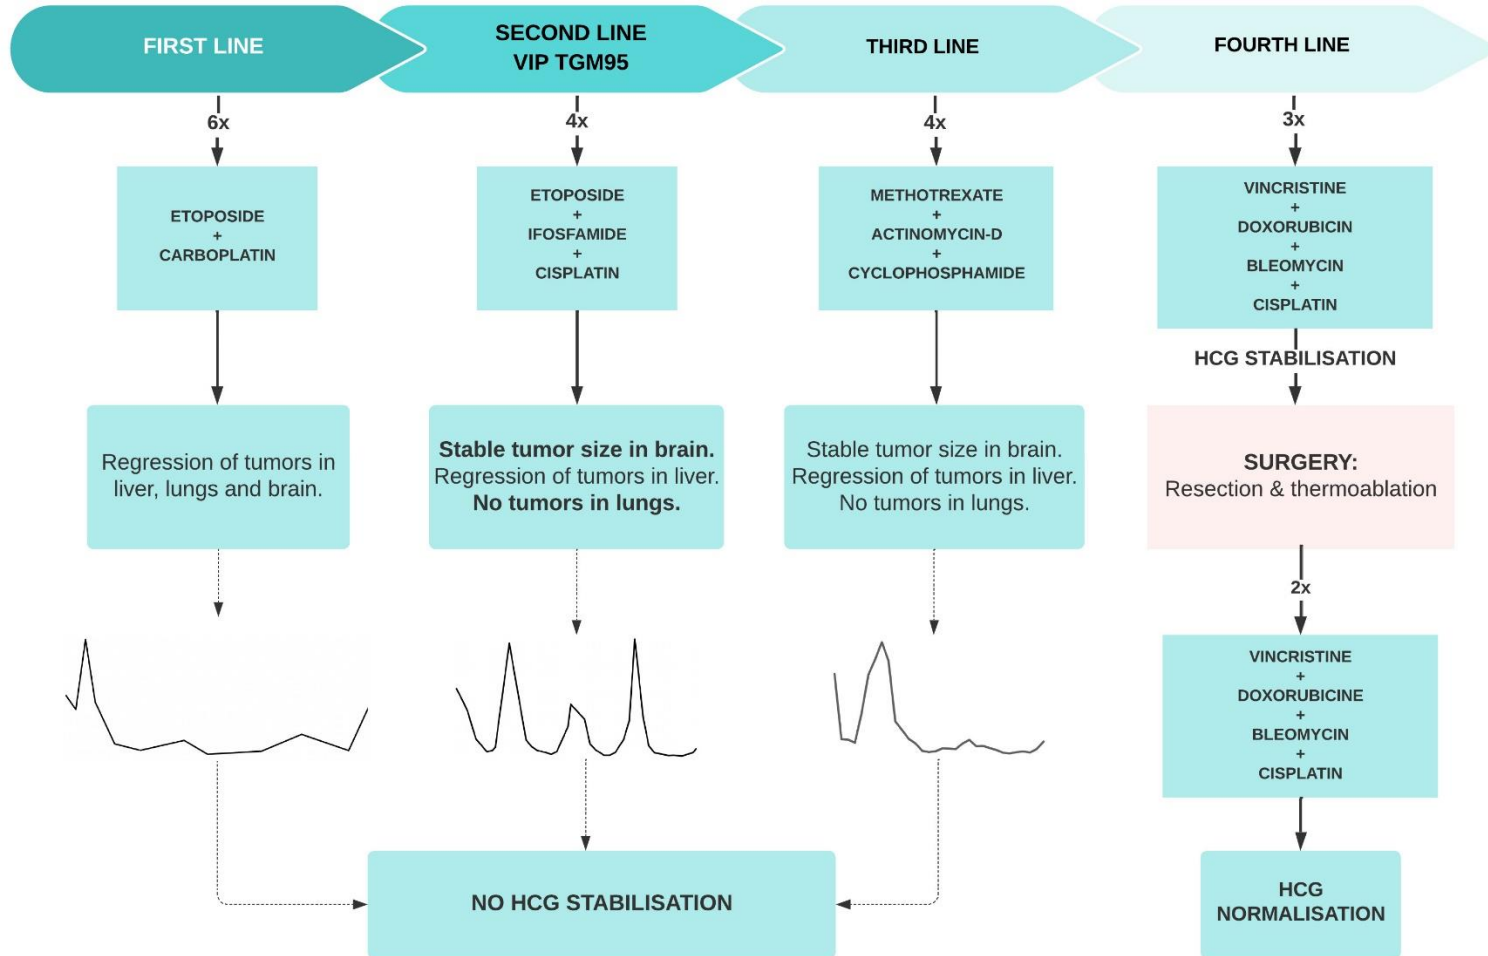 FIRST LINE
SECOND LINE
VIP TGM95
THIRD LINE
FOURTH LINE
6x
4x
4x
3x
ETOPOSIDE
+
CARBOPLATIN
ETOPOSIDE
+
IFOSFAMIDE
+
CISPLATIN
METHOTREXATE
+
ACTINOMYCIN-D
+
CYCLOPHOSPHAMIDE
VINCRISTINE
+
DOXORUBICIN
+
BLEOMYCIN
+
CISPLATIN
HCG STABILISATION
Regression of tumors in
liver, lungs and brain.
Stable tumor size in brain.
Regression of tumors in liver.
No tumors in lungs.
Stable tumor size in brain.
Regression of tumors in liver.
No tumors in lungs.
SURGERY:
Resection & thermoablation
2x
VINCRISTINE
+
DOXORUBICINE
+
BLEOMYCIN
+
CISPLATIN
NO HCG STABILISATION
HCG
NORMALISATION